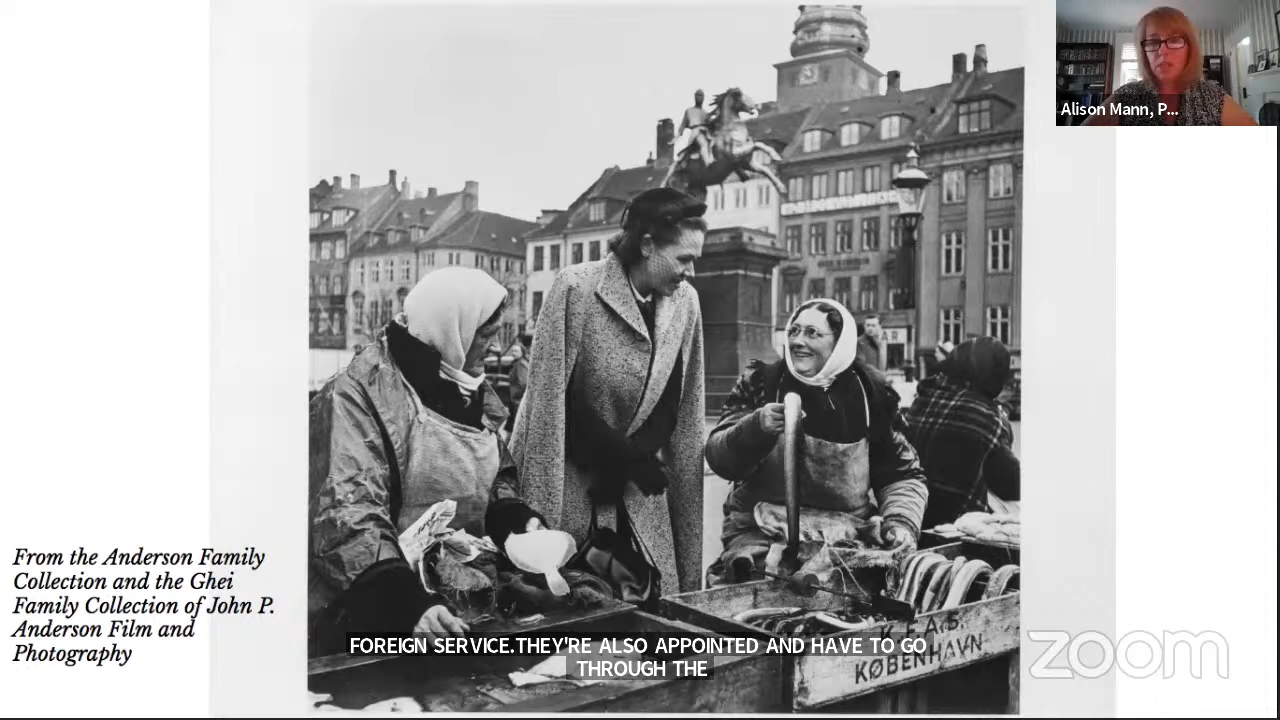 Alison Mann, P...
From the Anderson Family
Collection and the Ghei
Family Collection of John P.
Anderson Film and
Photography
FOREIGN SERVICE.THEY'RE ALSO APPOINTED AND HAVE TO GO
THROUGH THE
KØBENHAVN
zoom